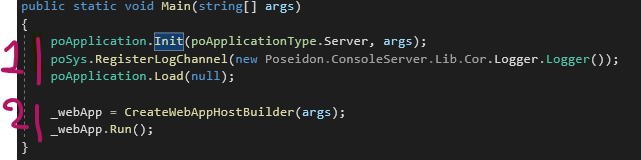 public static void Main(string[] args)
{
1
poApplication.Init(poApplicationType.Server, args);
poSys.RegisterLogChannel(new Poseidon.ConsoleServer.Lib.Cor.Logger.Logger());
poApplication.Load(null);
2
_webApp = CreateWebAppHostBuilder(args);
_webApp.Run();
}